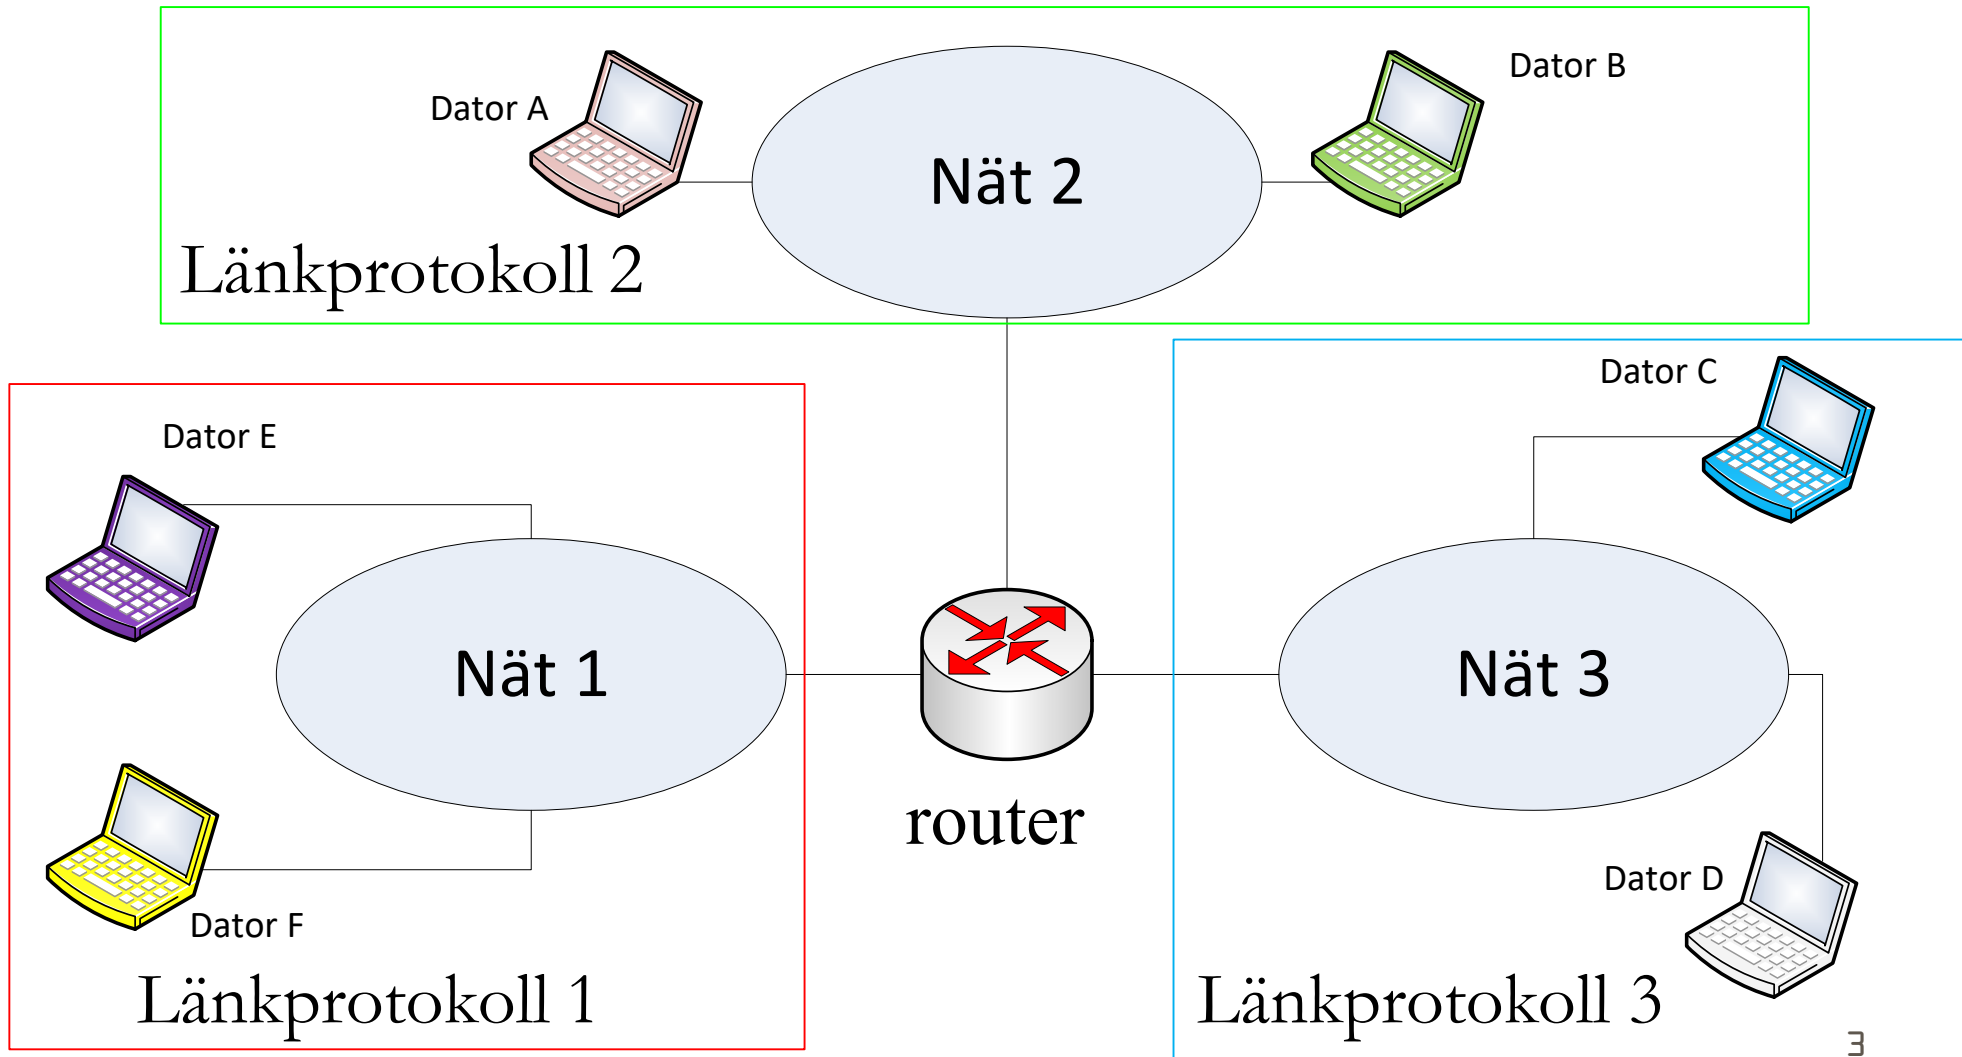 Dator A
Dator B
Nät 2
Länkprotokoll 2
Dator C
Dator E
Nät 1
Nät 3
router
Dator D
Dator F
Länkprotokoll 1
Länkprotokoll 3
3